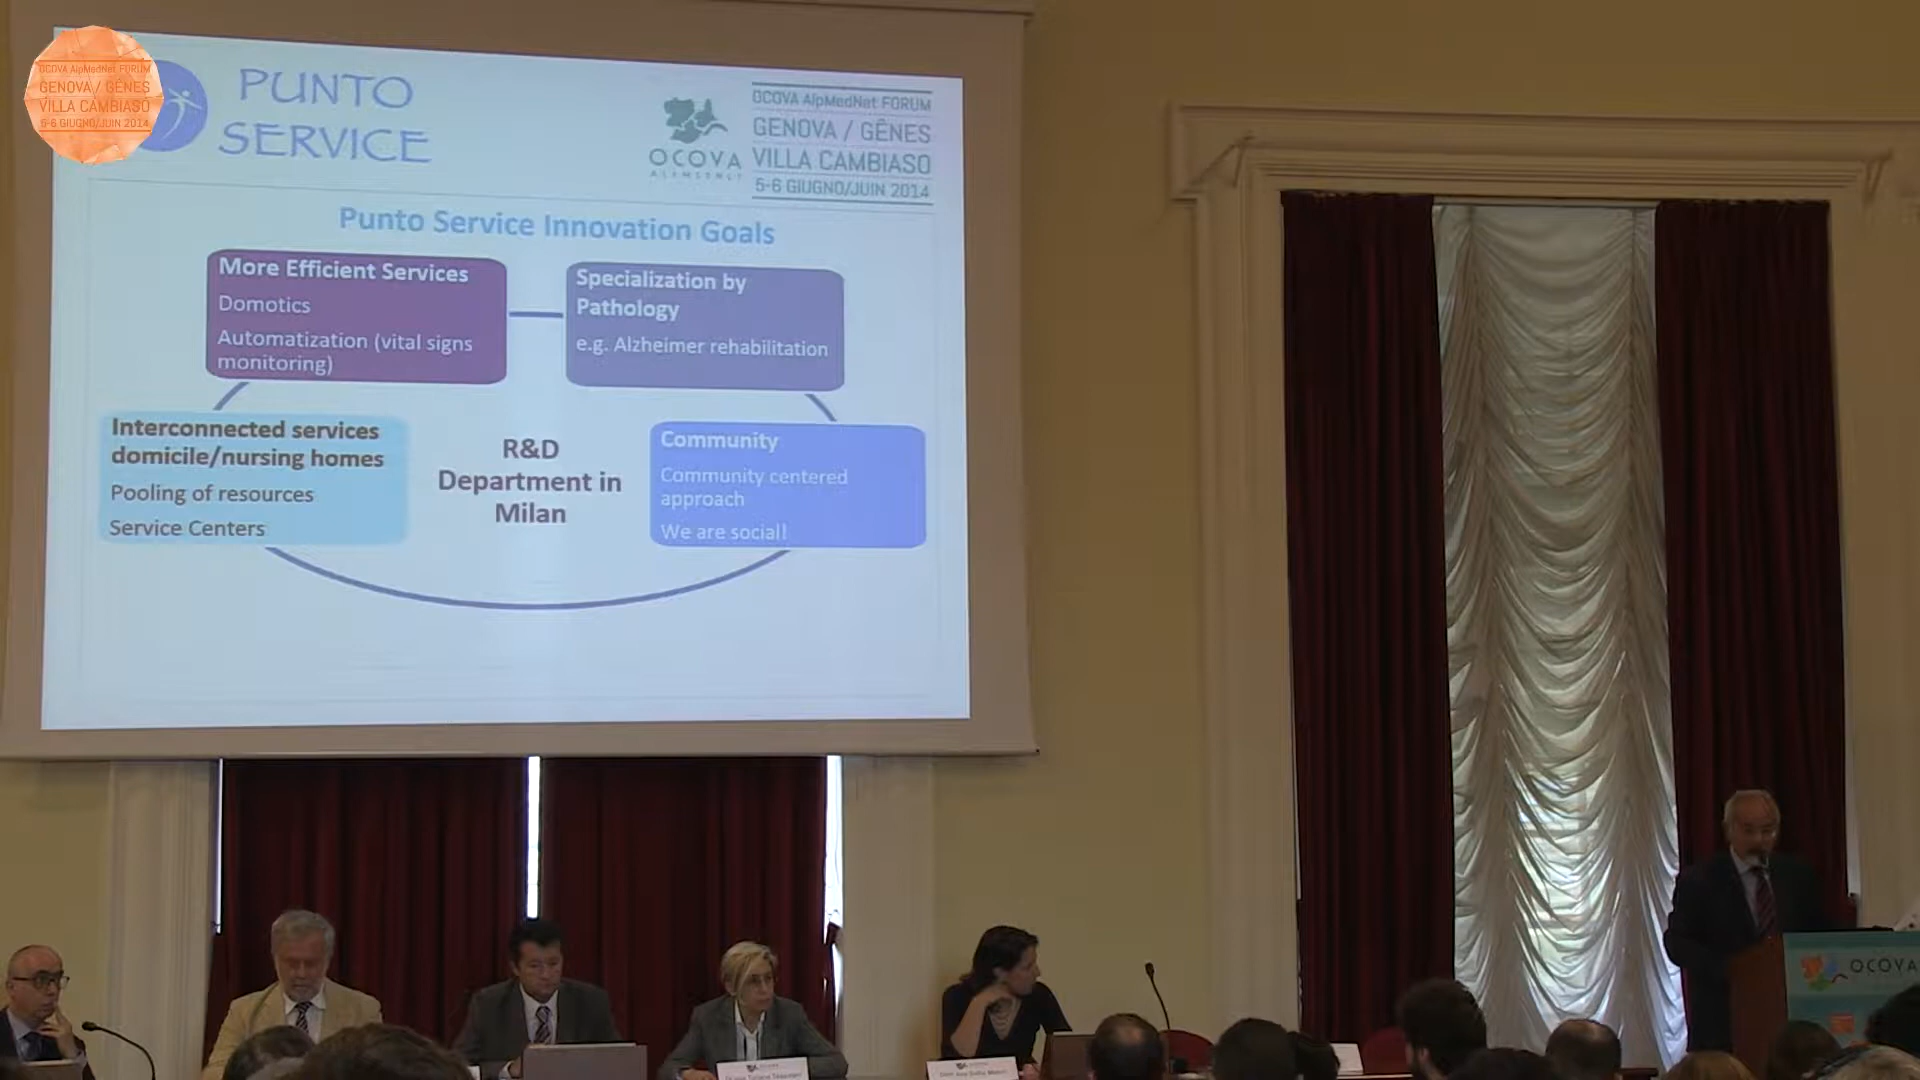 OCOVA AlpMedNet FORUM
GENOVA / GÊNES
VILLA CAMBIASO
5-6 GIUGNO/JUIN 2014
PUNTO
SERVICE
OCOVA
OCOVA AlpMedNet FORUM
GENOVA / GÊNES
VILLA CAMBIASO
5-6 GIUGNO/JUIN 2014
Punto Service Innovation Goals
More Efficient Services
Domotics
Automatization (vital signs
monitoring)
Specialization by
Pathology
e.g. Alzheimer rehabilitation
Interconnected services
domicile/nursing homes
Pooling of resources
Service Centers
R&D
Department in
Milan
Community
Community centered
approach
We are social!
OCOVA